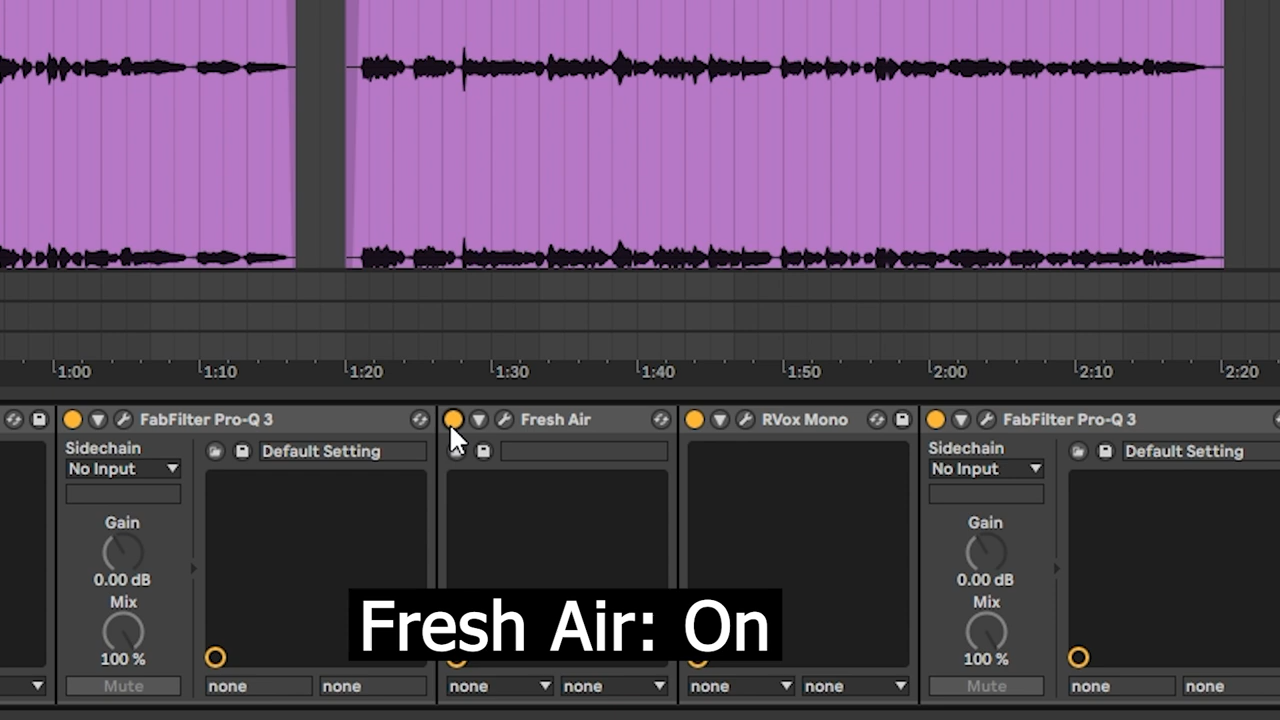 1:00 1:10 1:20 1:30 1:40 1:50 2:00 2:10 2:20
FabFilter Pro-Q 3 Fresh Air RVox Mono FabFilter Pro-Q 3
Sidechain Default Setting Sidechain Default Setting
No Input No Input
Gain Gain
0.00 dB 0.00 dB
Mix Mix
Fresh Air: On
100 % 100 %
Mute none none none none none none Mute none none